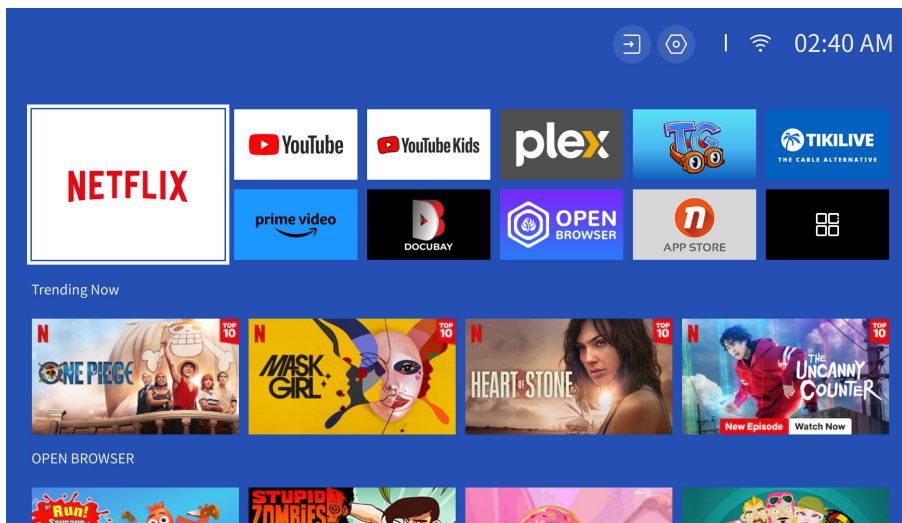 02:40 AM
NETFLIX
YouTube
YouTube Kids
plex
TG
TIKILIVE
THE CABLE ALTERNATIVE
prime video
DOCUBAY
OPEN
BROWSER
n
APP STORE
Trending Now
N
TOP
10
ONE PIECE
N
TOP
10
MASK
GIRL
N
TOP
10
HEART OF STONE
N
TOP
10
THE
UNCANNY
COUNTER
New Episode
Watch Now
OPEN BROWSER
Run!
Sausage
STUPID
ZOMBIES